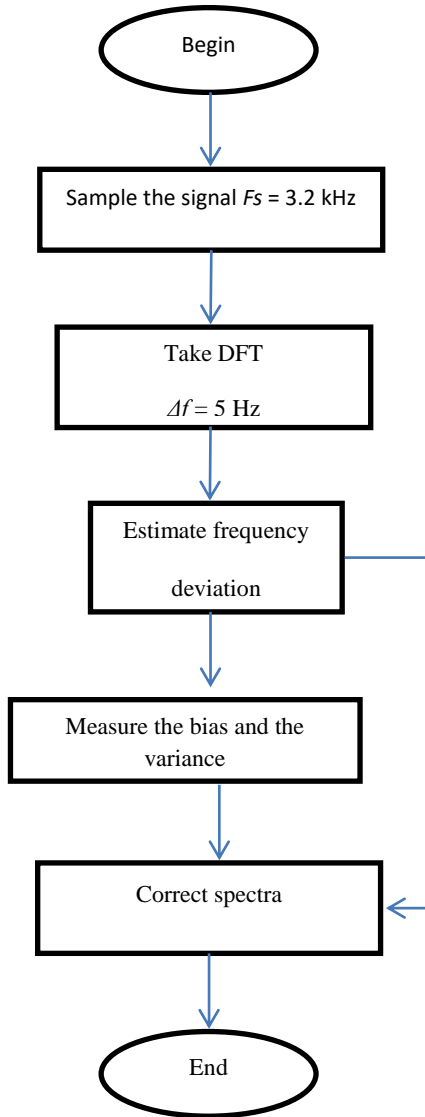 Begin
Sample the signal Fs = 3.2 kHz
Take DFT
Δf = 5 Hz
Estimate frequency
deviation
Measure the bias and the
variance
Correct spectra
End